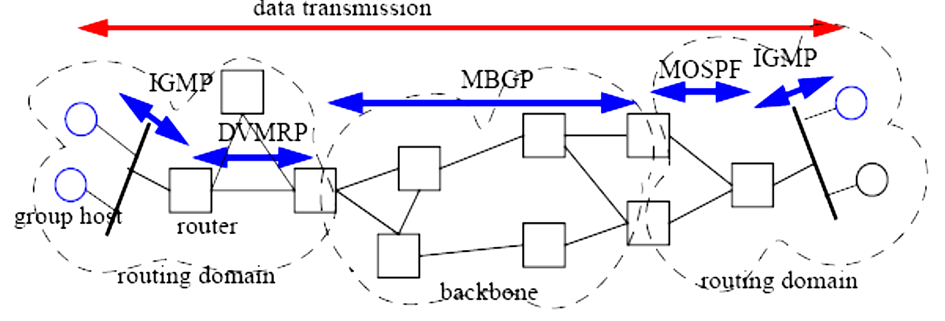 data transmission
IGMP
MBGP
MOSPF
IGMP
DVMRP
group host
router
routing domain
backbone
routing domain